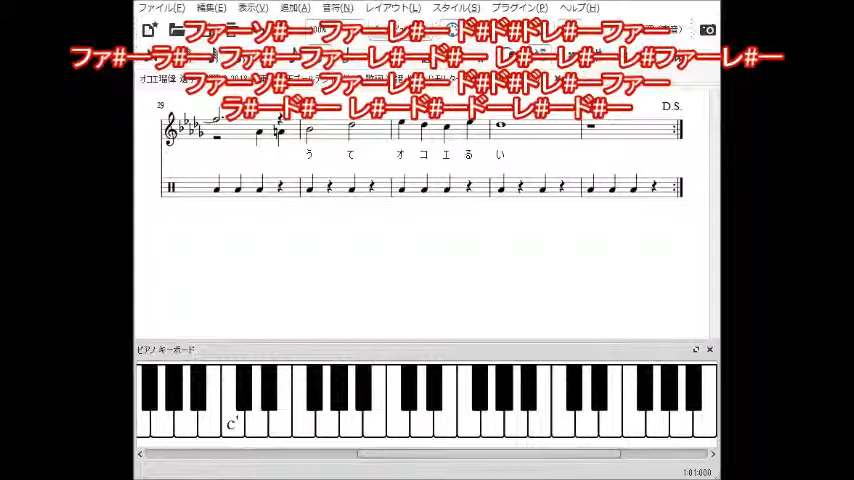 ファイル(F) 編集(E) 表示(V) 追加(A) 音符(N) レイアウト(L) スタイル(S) プラグイン(P) ヘルプ(H)
ファーソ#ー ファーレ#ー ド#ド#ドレ#ーファー
ファ#ーラ#ー ファ#ーファーレ#ード#ー レ#ーレ#ーレ#ファーレ#ー
ファーソ#ー ファーレ#ー ド#ド#ドレ#ーファー
ラ#ード#ー レ#ード#ードーレ#ード#ー
29
D.S.
う て オ コ エ る い
ピアノキーボード
C4
1:01:000